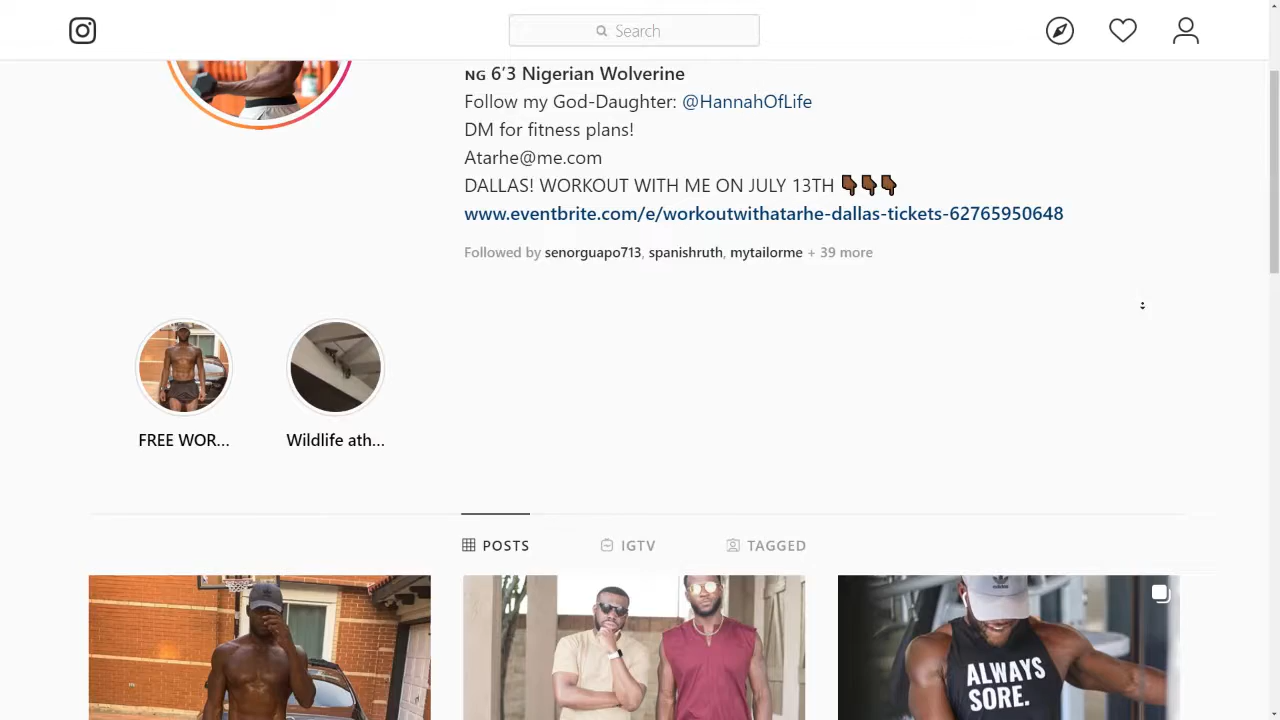 Search
NG 6'3 Nigerian Wolverine
Follow my God-Daughter: @HannahOfLife
DM for fitness plans!
Atarhe@me.com
DALLAS! WORKOUT WITH ME ON JULY 13TH 👇🏾👇🏾👇🏾
www.eventbrite.com/e/workoutwithatarhe-dallas-tickets-62765950648
Followed by senorguapo713, spanishruth, mytailorme + 39 more
FREE WOR... Wildlife ath...
POSTS IGTV TAGGED
ALWAYS
SORE.